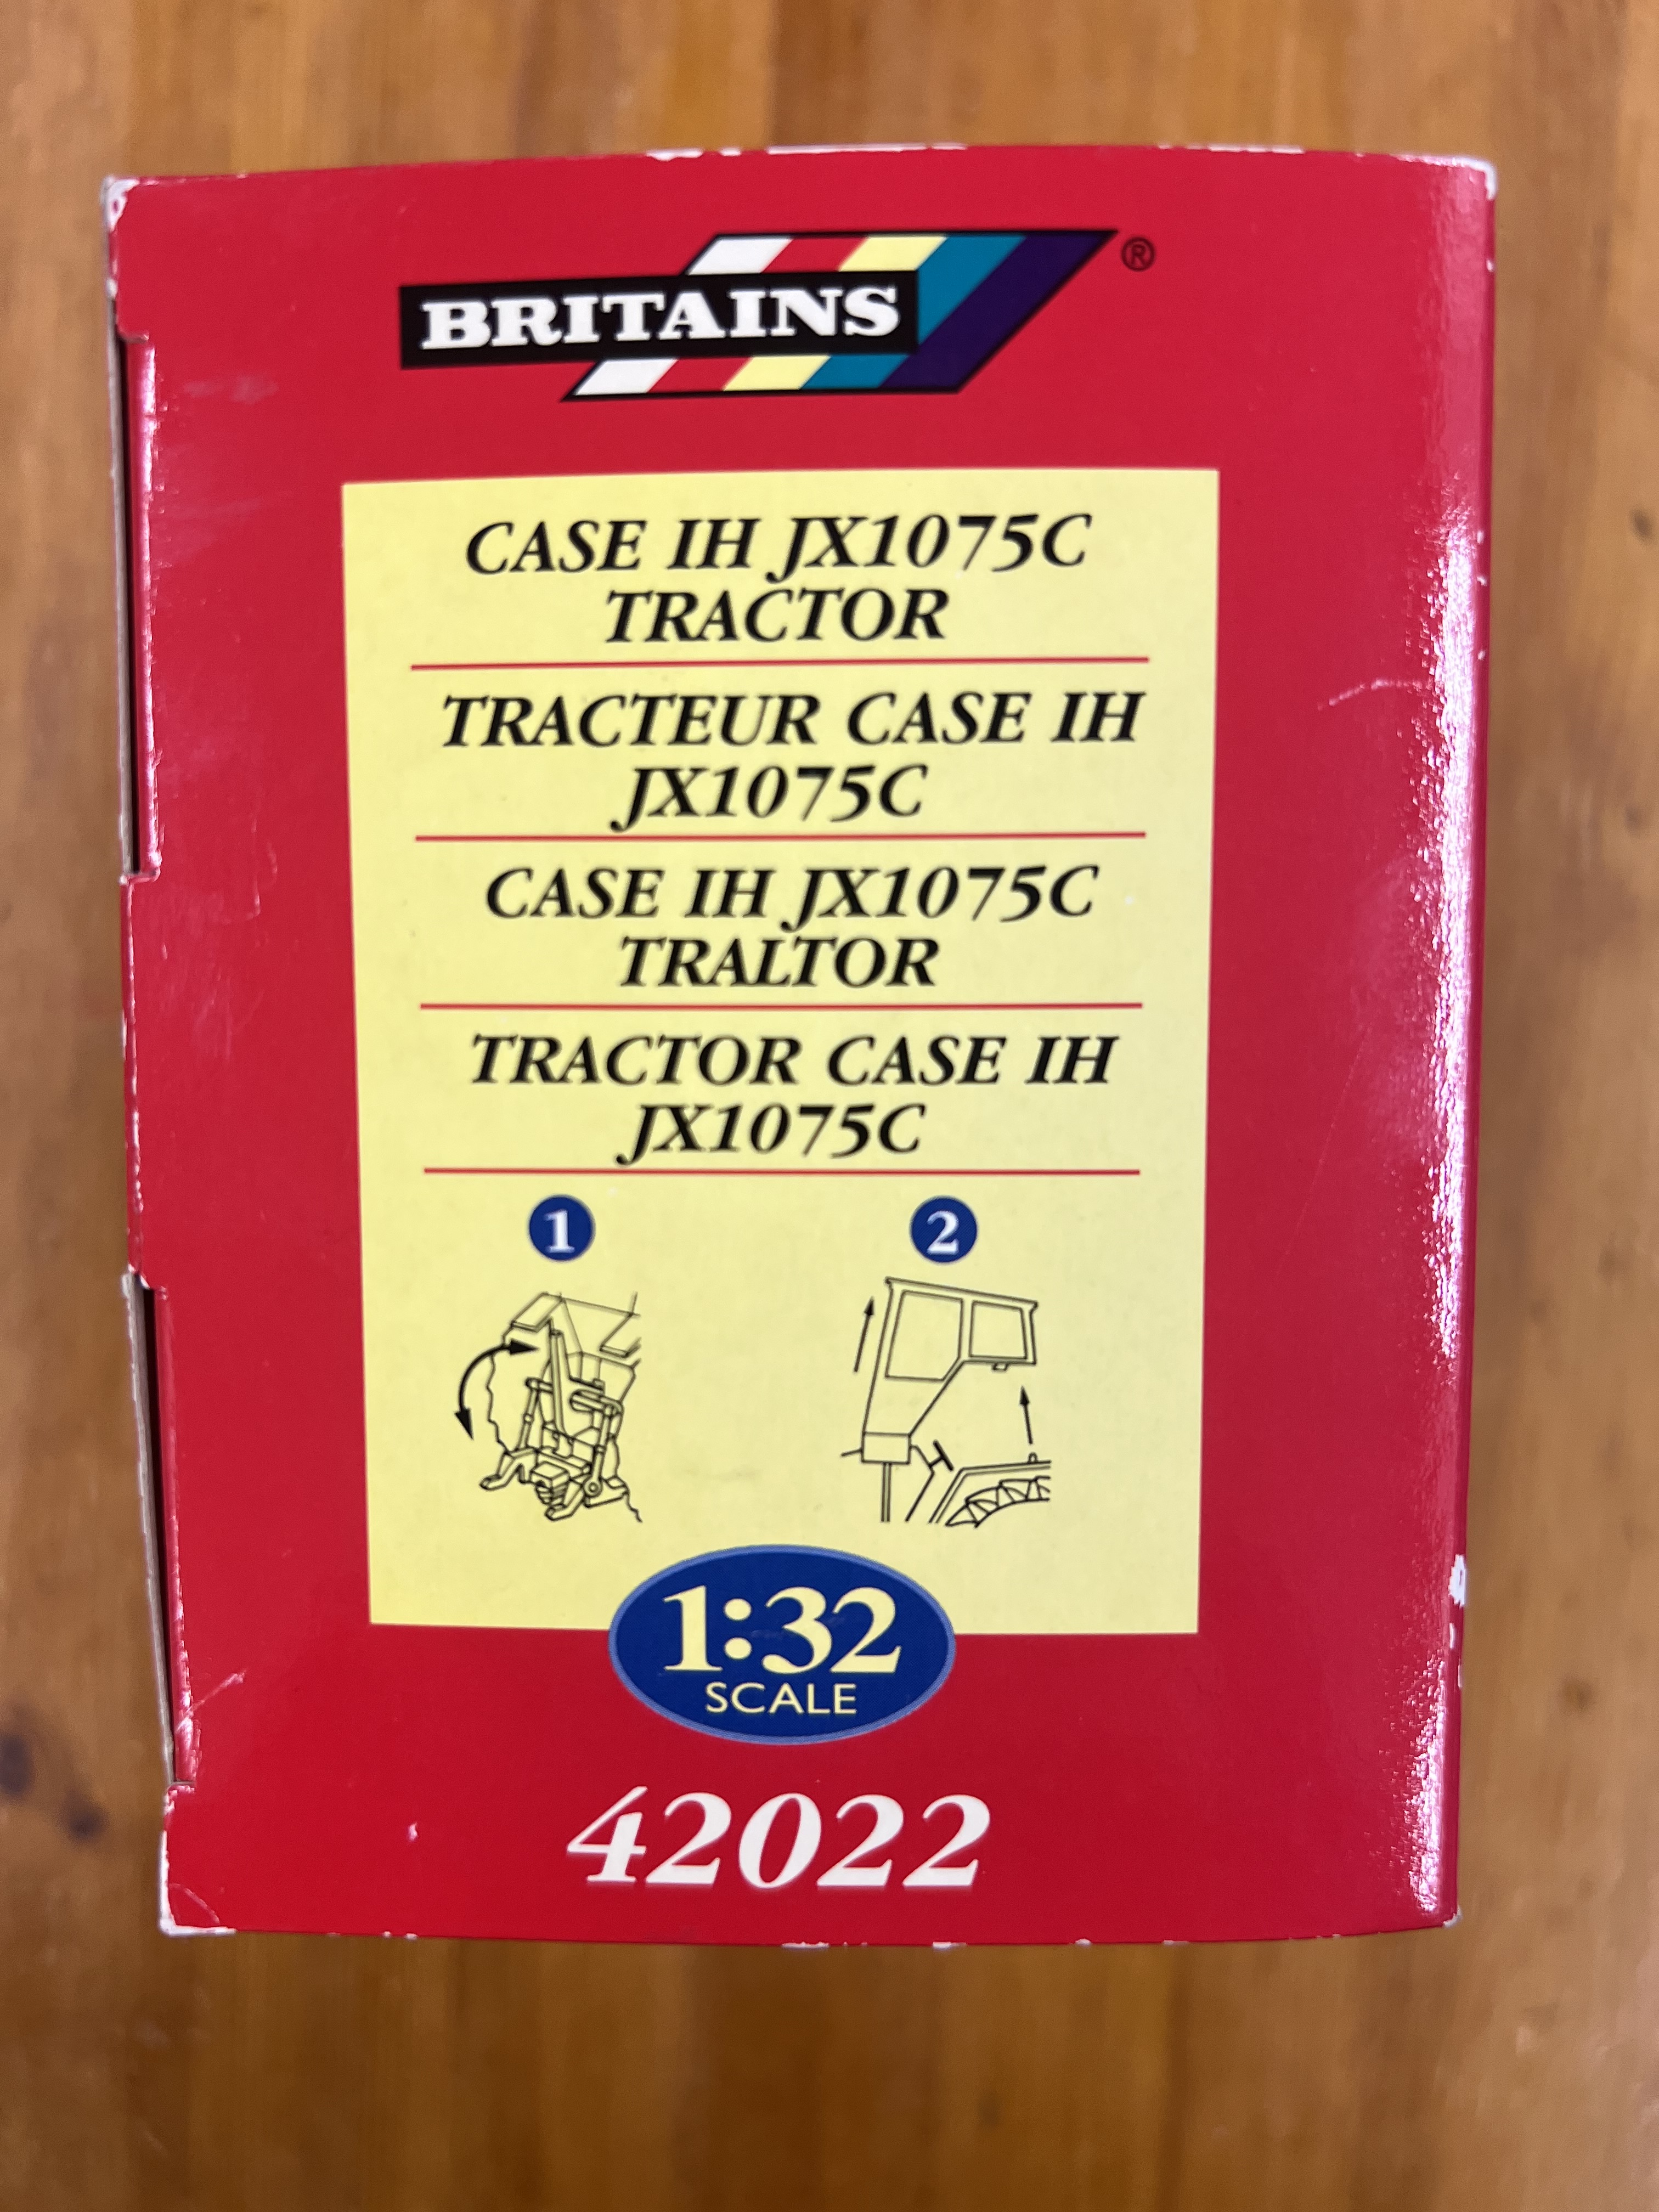 BRITAINS ®
CASE IH JX1075C
TRACTOR
TRACTEUR CASE IH
JX1075C
CASE IH JX1075C
TRALTOR
TRACTOR CASE IH
JX1075C
1 2
1:32
SCALE
42022